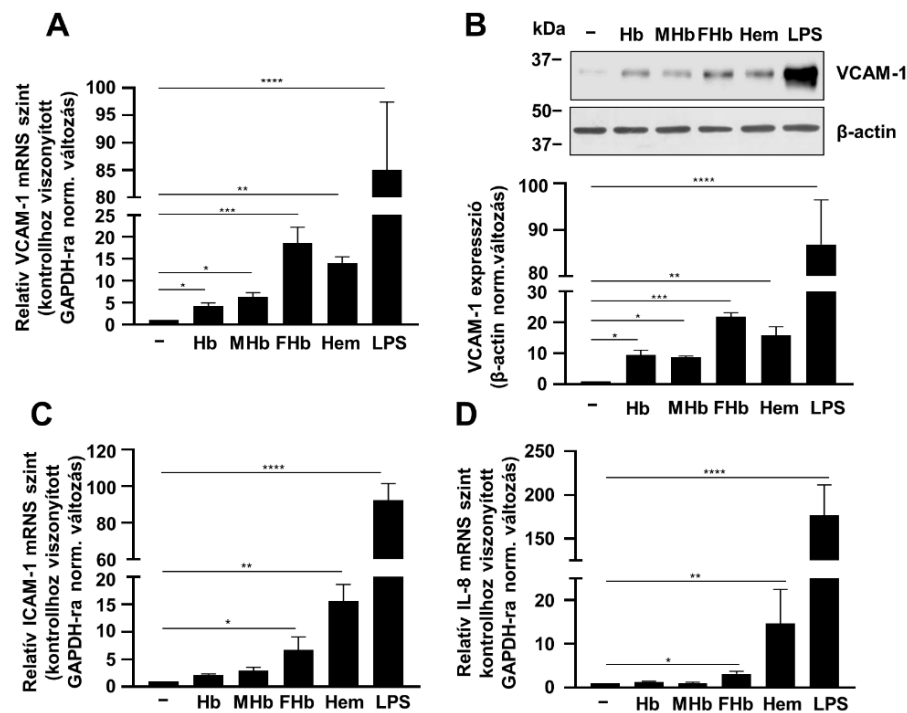 A
Relatív VCAM-1 mRNS szint
(kontrollhoz viszonyított
GAPDH-ra norm. változás)
100
95
90
85
80
25
20
15
10
5
0
****
**
***
*
*
– Hb MHb FHb Hem LPS
B
kDa – Hb MHb FHb Hem LPS
37–
VCAM-1
50–
37–
β-actin
VCAM-1 expresszió
(β-actin norm.változás)
100
90
80
30
20
10
0
****
**
***
*
*
– Hb MHb FHb Hem LPS
C
Relatív ICAM-1 mRNS szint
(kontrollhoz viszonyított
GAPDH-ra norm. változás)
120
100
80
60
20
15
10
5
0
****
**
*
– Hb MHb FHb Hem LPS
D
Relatív IL-8 mRNS szint
kontrollhoz viszonyított
GAPDH-ra norm. változás)
250
200
150
100
30
20
10
0
****
**
*
– Hb MHb FHb Hem LPS